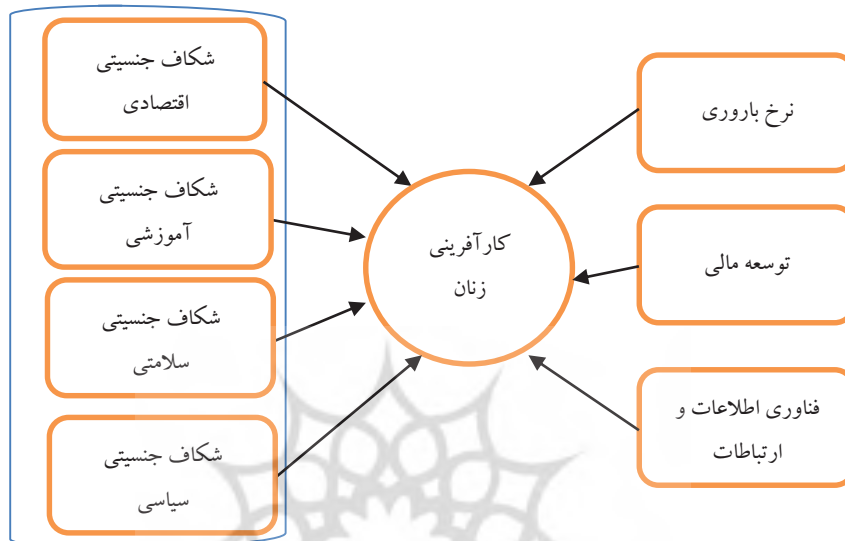 شکاف جنسیتی
اقتصادی
شکاف جنسیتی
آموزشی
شکاف جنسیتی
سلامتی
شکاف جنسیتی
سیاسی
کارآفرینی
زنان
نرخ باروری
توسعه مالی
فناوری اطلاعات و
ارتباطات